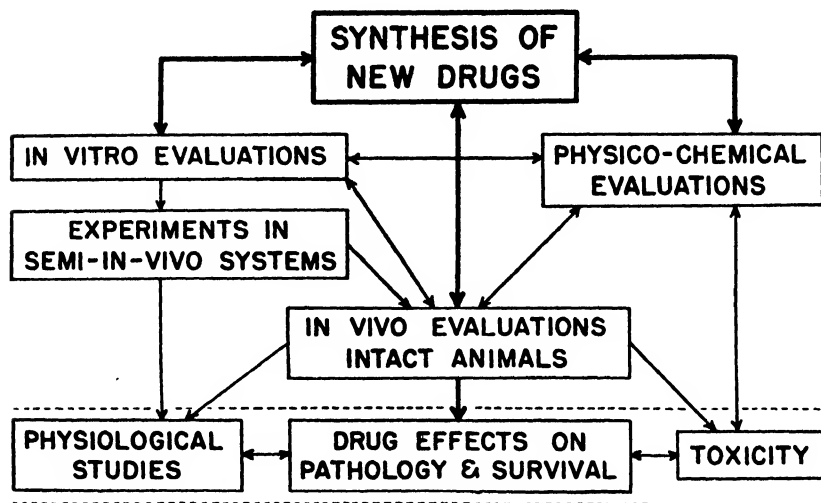 SYNTHESIS OF
NEW DRUGS
IN VITRO EVALUATIONS
PHYSICO-CHEMICAL
EVALUATIONS
EXPERIMENTS IN
SEMI-IN-VIVO SYSTEMS
IN VIVO EVALUATIONS
INTACT ANIMALS
PHYSIOLOGICAL
STUDIES
DRUG EFFECTS ON
PATHOLOGY & SURVIVAL
TOXICITY